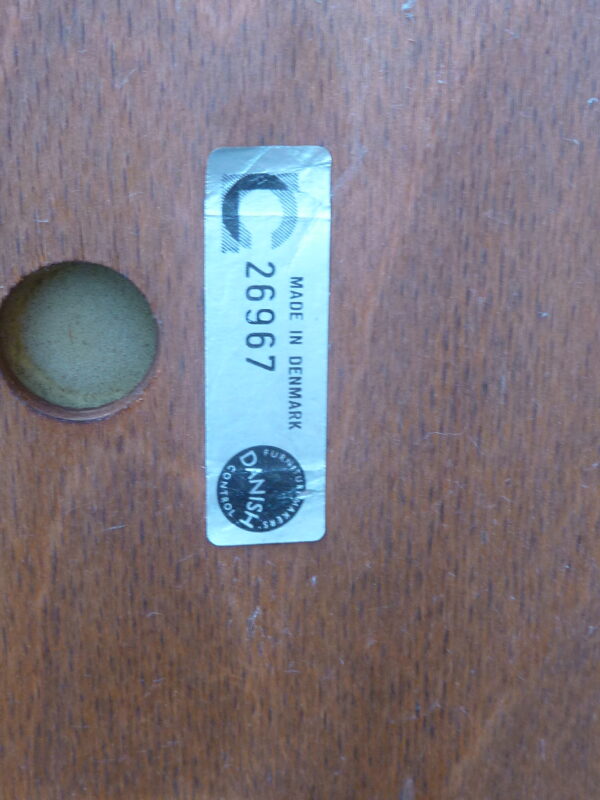 C
MADE IN DENMARK
26967
FURNITUREMAKERS'
DANISH
CONTROL